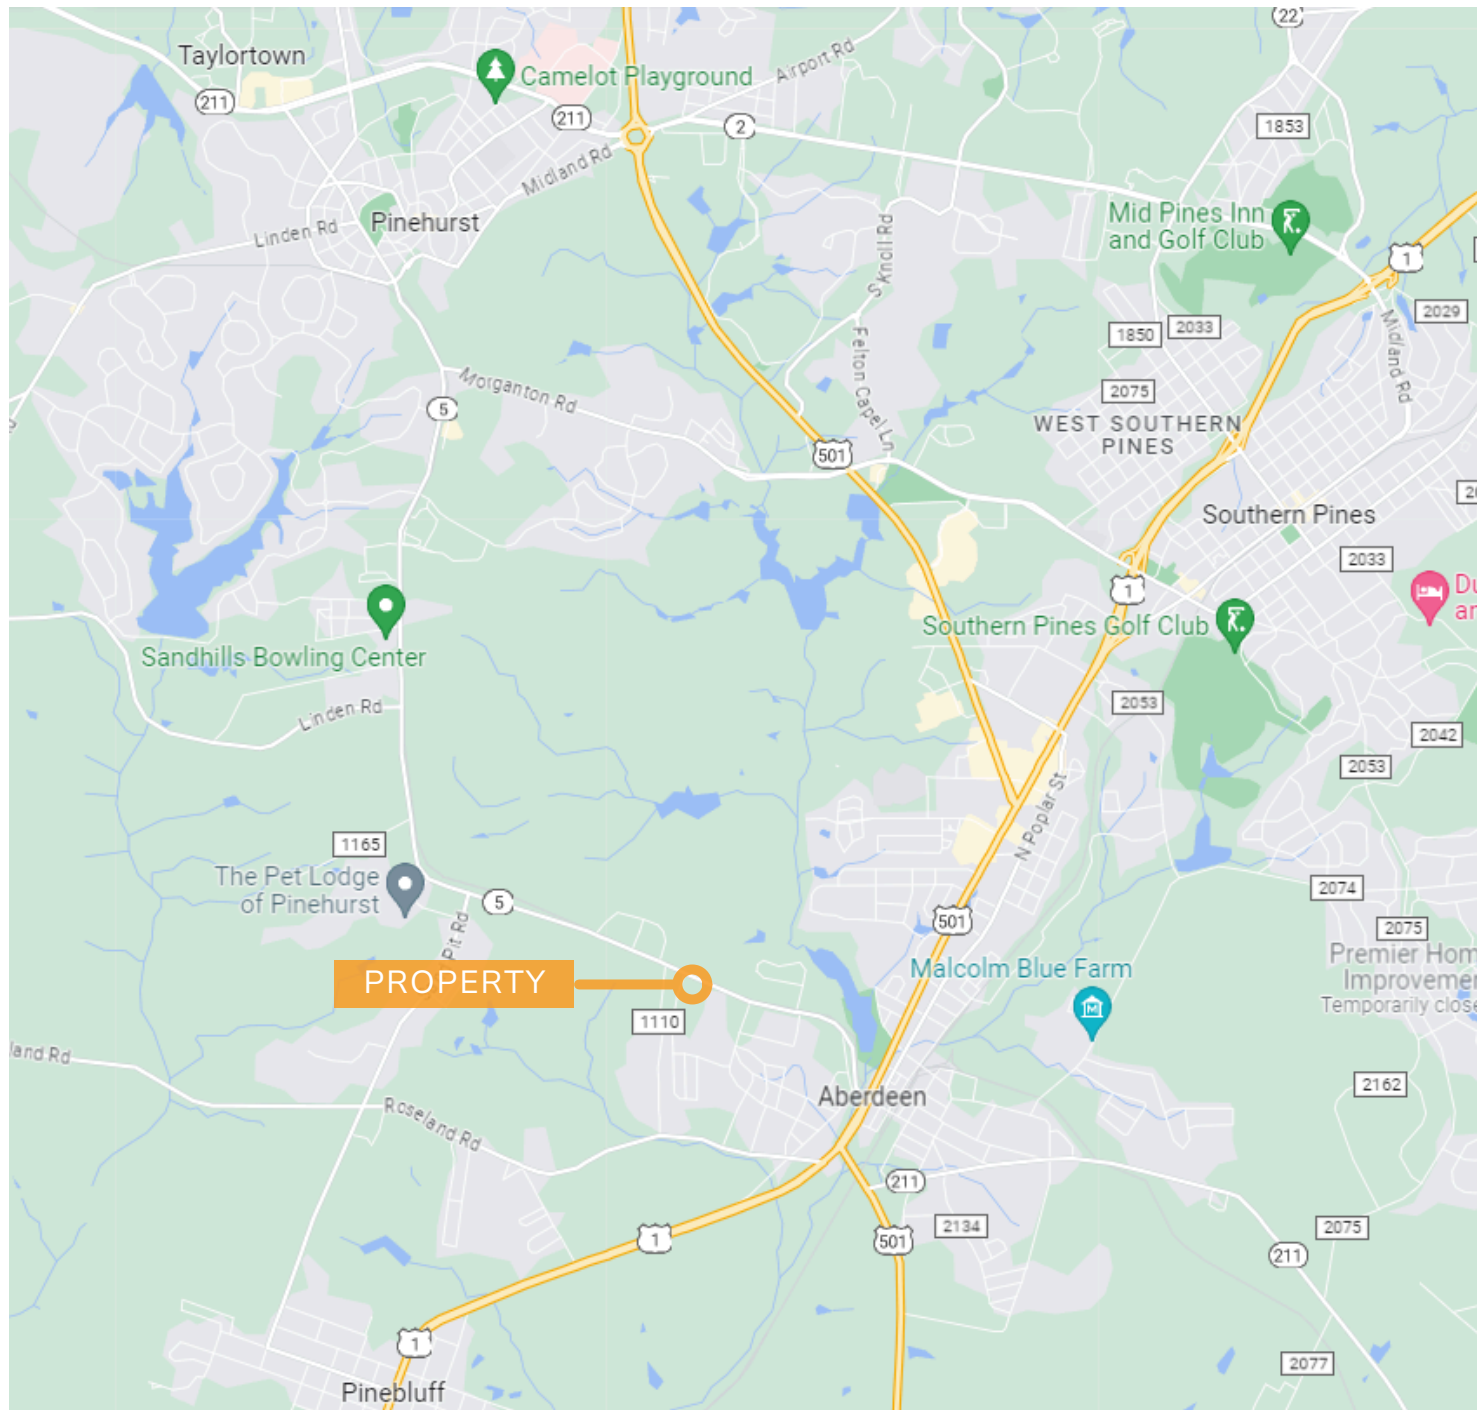 22
Taylortown
Camelot Playground
Airport Rd
211
211
2
1853
Midland Rd
Pinehurst
Linden Rd
Mid Pines Inn
and Golf Club
S Knoll Rd
1
2029
1850
2033
Midland Rd
Felton Capel Ln
2075
Morganton Rd
5
WEST SOUTHERN
PINES
501
Southern Pines
2033
1
Southern Pines Golf Club
Sandhills Bowling Center
Linden Rd
2053
2042
2053
N Poplar St
1165
The Pet Lodge
of Pinehurst
5
2074
Pit Rd
501
2075
Malcolm Blue Farm
Premier Hom
Improvemen
Temporarily close
PROPERTY
1110
land Rd
2162
Aberdeen
Roseland Rd
211
2134
501
1
2075
211
1
2077
Pinebluff